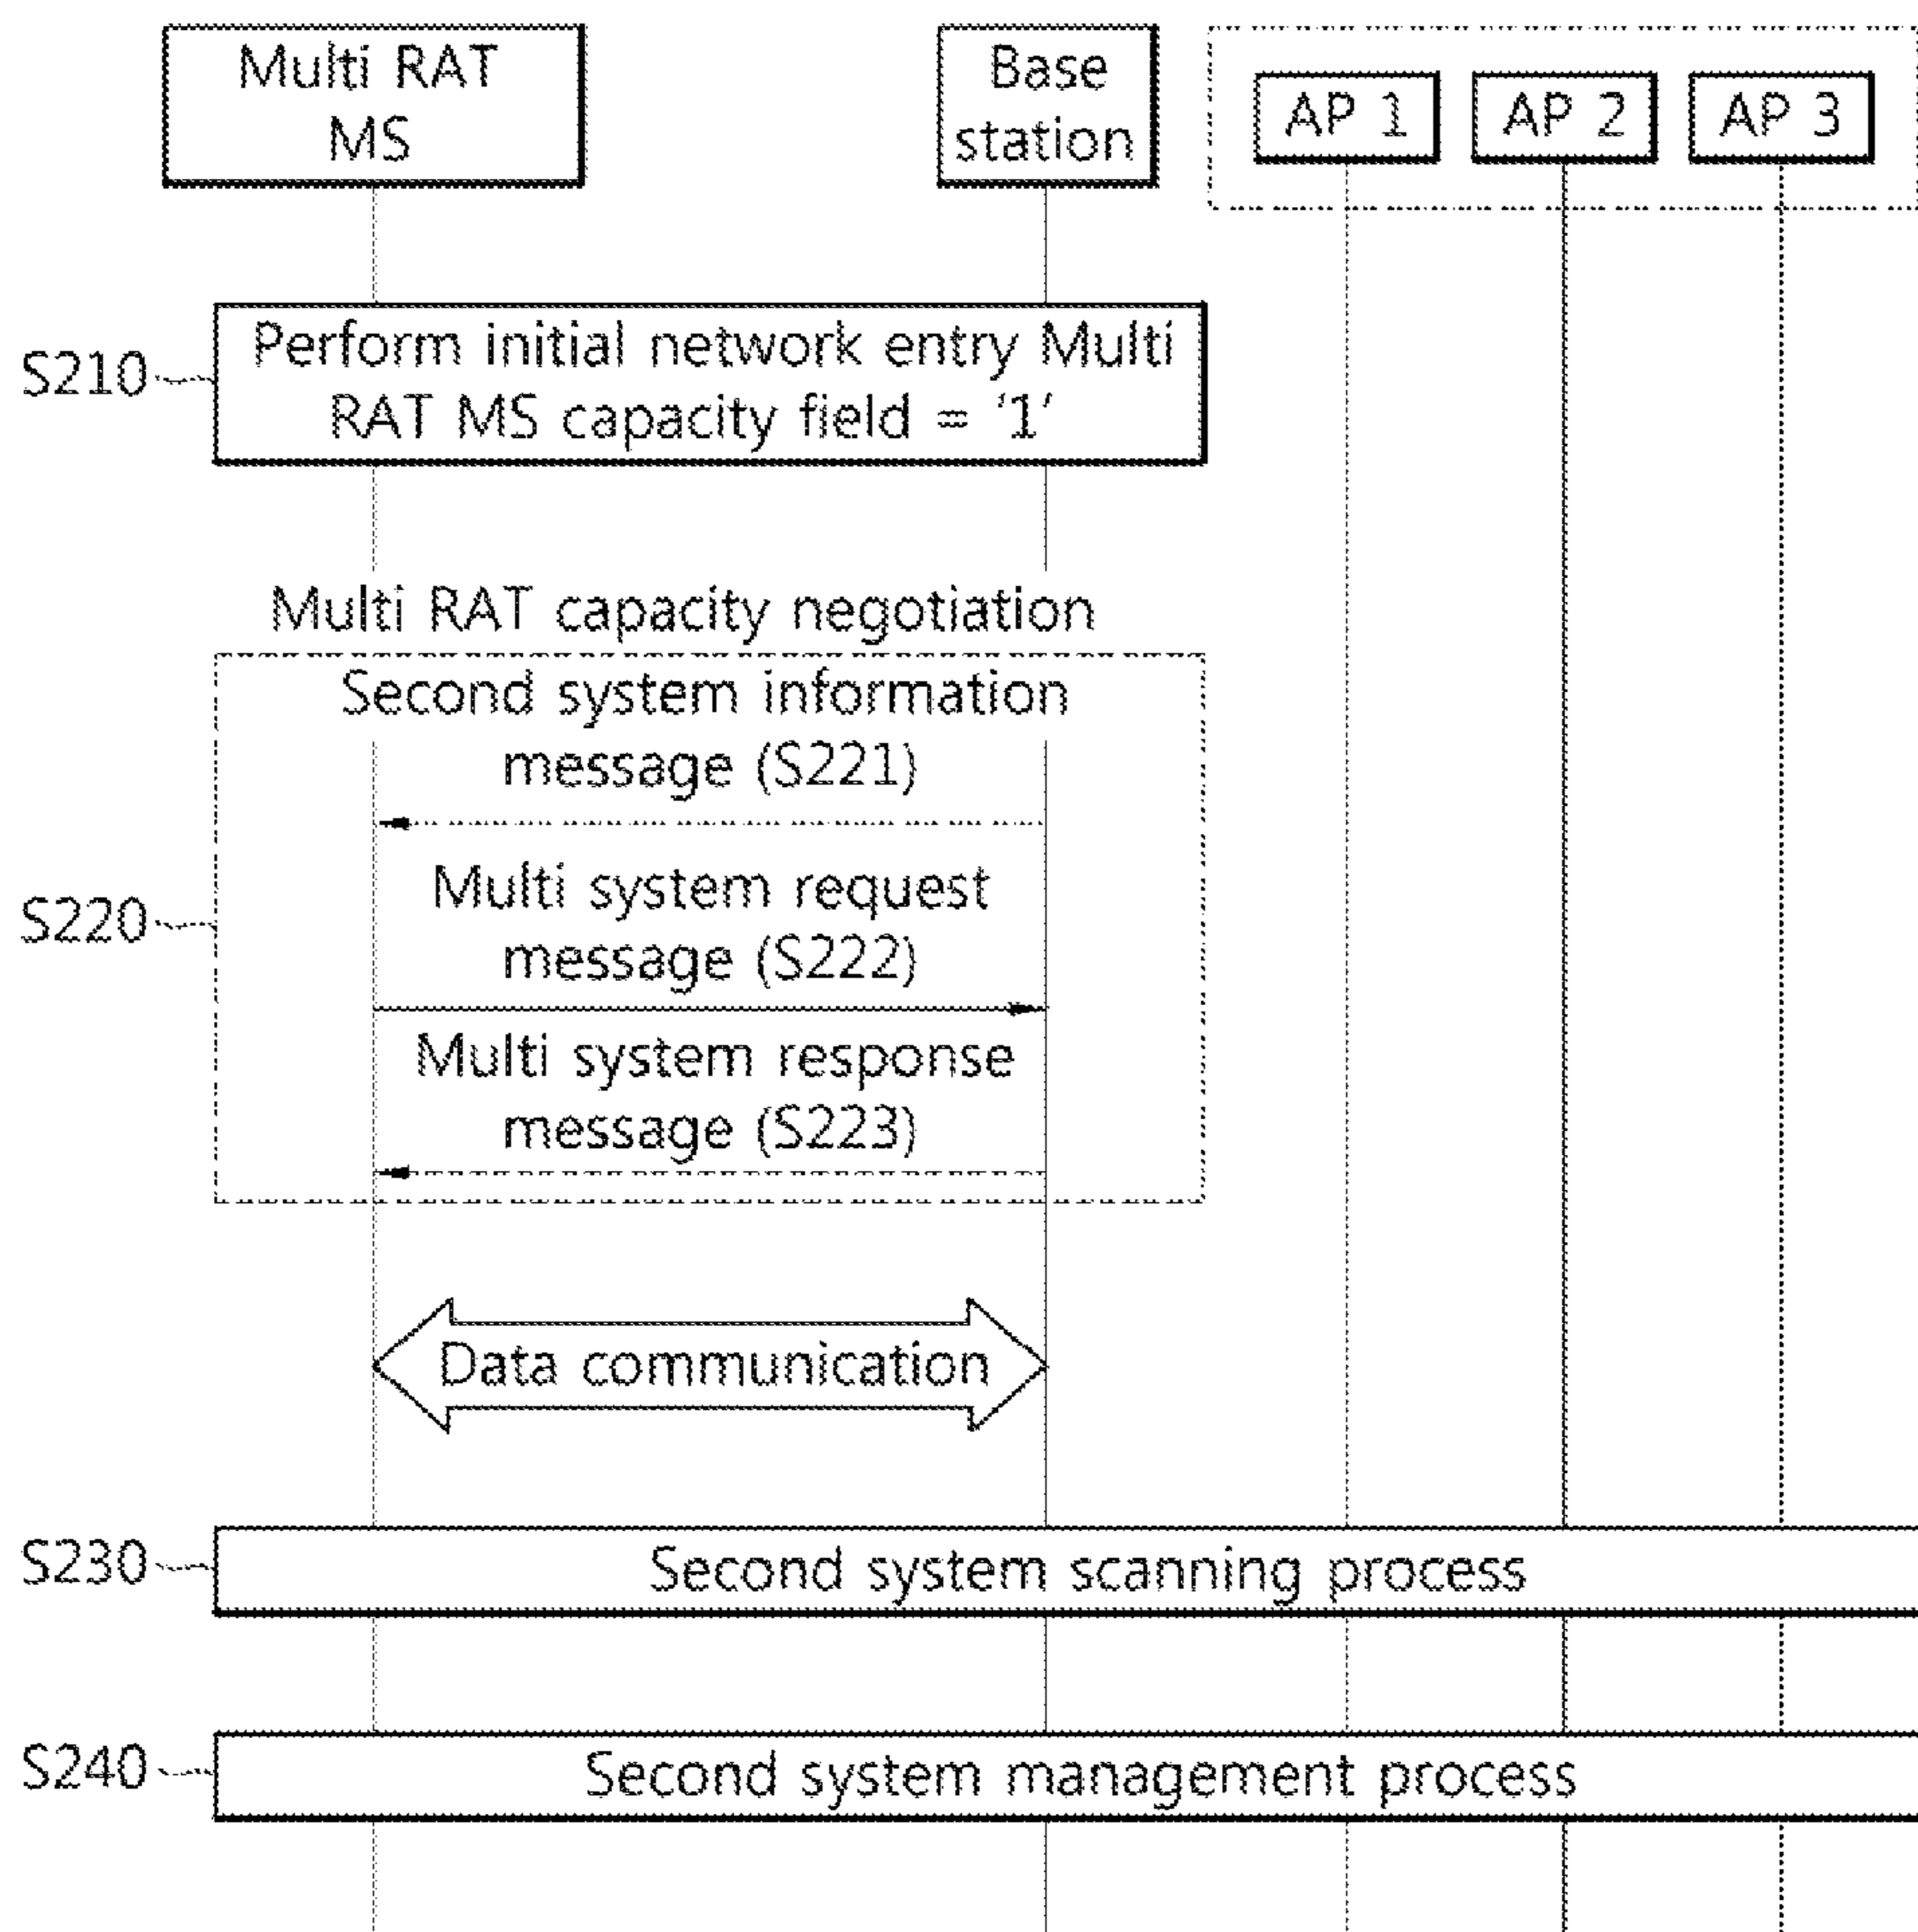 Multi RAT
MS
Base
station
AP 1
AP 2
AP 3
S210
Perform initial network entry Multi
RAT MS capacity field = '1'
Multi RAT capacity negotiation
Second system information
message (S221)
S220
Multi system request
message (S222)
Multi system response
message (S223)
Data communication
S230
Second system scanning process
S240
Second system management process